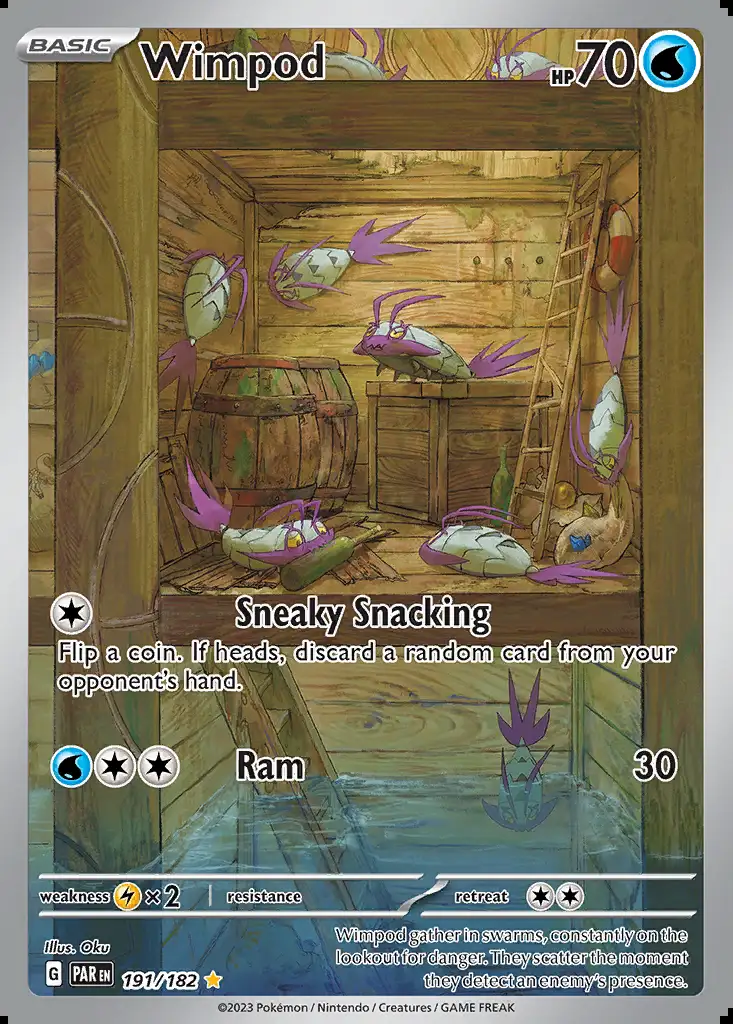 BASIC
Wimpod
HP 70
Sneaky Snacking
Flip a coin. If heads, discard a random card from your
opponent's hand.
Ram 30
weakness ×2 resistance retreat
Illus. Oku
Wimpod gather in swarms, constantly on the
lookout for danger. They scatter the moment
they detect an enemy's presence.
G PAR EN 191/182
©2023 Pokémon / Nintendo / Creatures / GAME FREAK